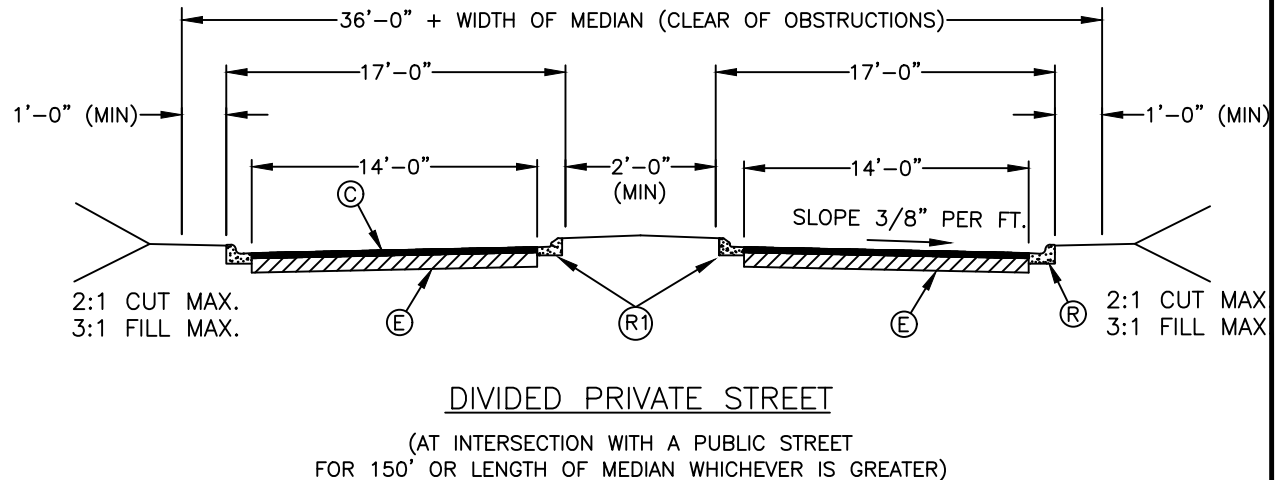 36'-0" + WIDTH OF MEDIAN (CLEAR OF OBSTRUCTIONS)
17'-0"
17'-0"
1'-0" (MIN)
1'-0" (MIN)
14'-0"
2'-0"
(MIN)
14'-0"
C
SLOPE 3/8" PER FT.
2:1 CUT MAX.
3:1 FILL MAX.
E
R1
E
R
2:1 CUT MAX
3:1 FILL MAX
DIVIDED PRIVATE STREET
(AT INTERSECTION WITH A PUBLIC STREET
FOR 150' OR LENGTH OF MEDIAN WHICHEVER IS GREATER)